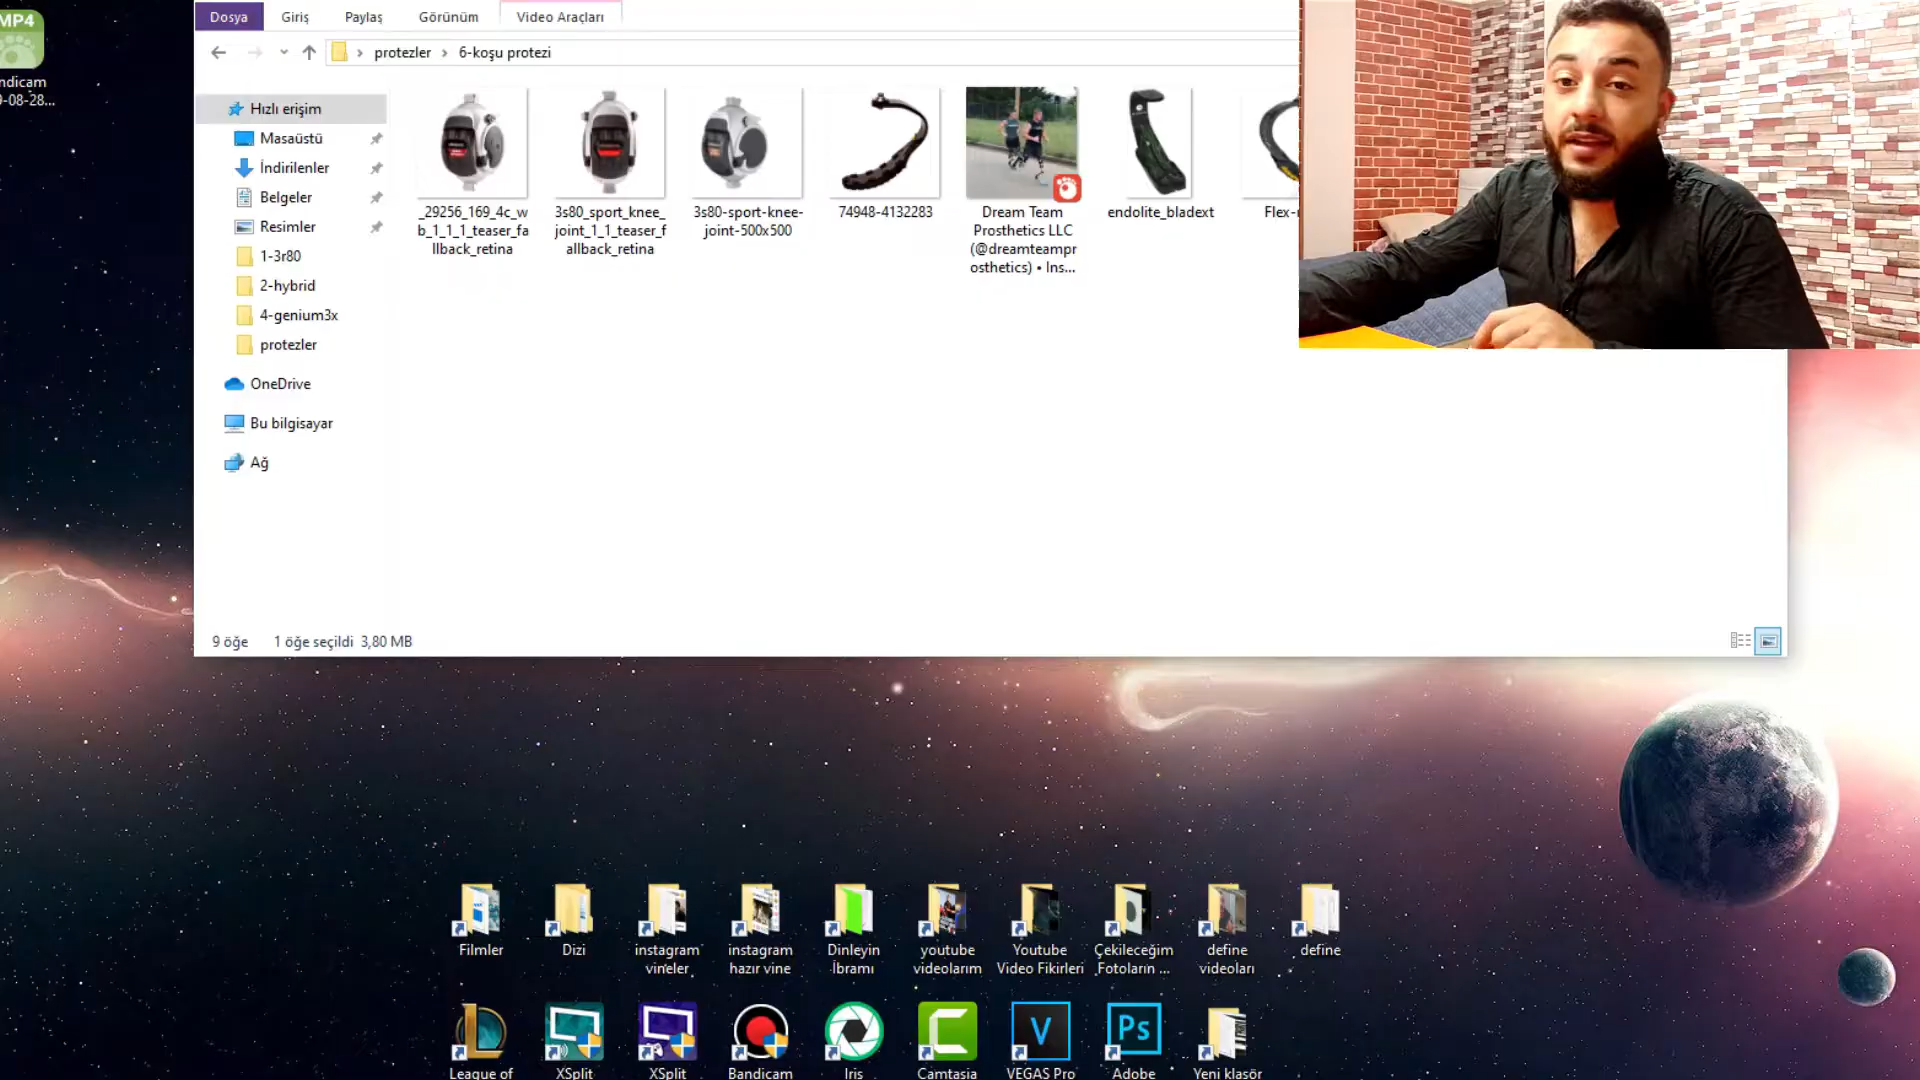 MP4
ndicam
9-08-28...
Dosya
Giriş
Paylaş
Görünüm
Video Araçları
protezler
6-koşu protezi
Hızlı erişim
Masaüstü
İndirilenler
Belgeler
Resimler
1-3r80
2-hybrid
4-genium3x
protezler
OneDrive
Bu bilgisayar
Ağ
_29256_169_4c_w
b_1_1_1_teaser_fa
llback_retina
3s80_sport_knee_
joint_1_1_teaser_f
allback_retina
3s80-sport-knee-
joint-500x500
74948-4132283
Dream Team
Prosthetics LLC
(@dreamteampr
osthetics) • Ins...
endolite_bladext
Flex-
9 öğe
1 öğe seçildi 3,80 MB
Filmler
Dizi
instagram
vineler
instagram
hazır vine
Dinleyin
İbramı
youtube
videolarım
Youtube
Video Fikirleri
Çekileceğim
Fotoların ...
define
videoları
define
League of
XSplit
XSplit
Bandicam
Iris
Camtasia
V
VEGAS Pro
Ps
Adobe
Yeni klasör